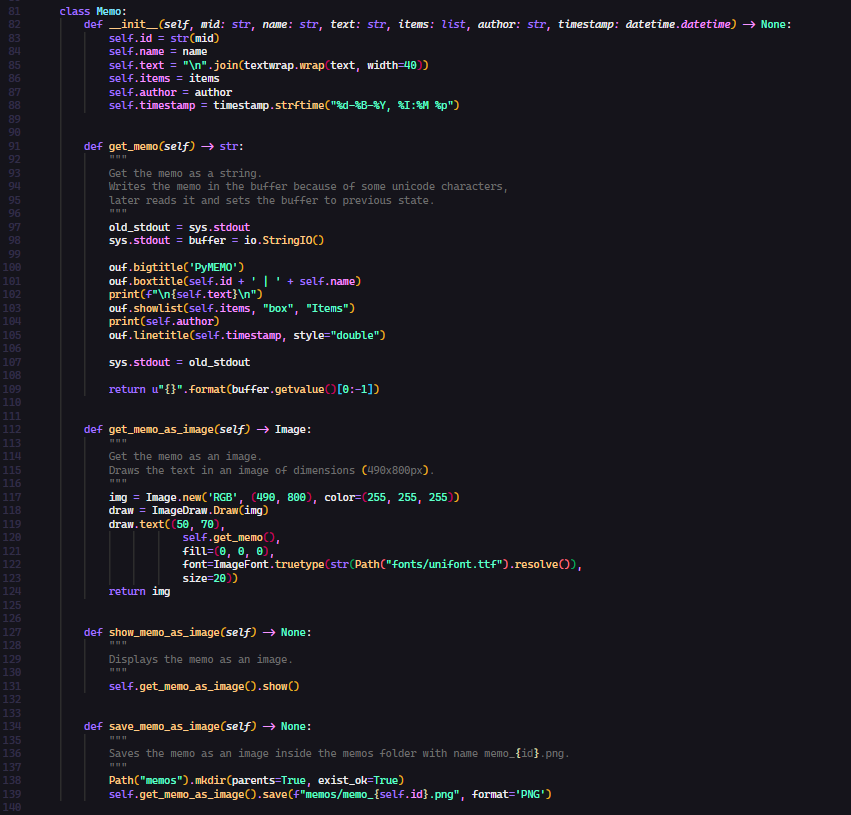 81 class Memo:
82     def __init__(self, mid: str, name: str, text: str, items: list, author: str, timestamp: datetime.datetime) -> None:
83         self.id = str(mid)
84         self.name = name
85         self.text = "\n".join(textwrap.wrap(text, width=40))
86         self.items = items
87         self.author = author
88         self.timestamp = timestamp.strftime("%d-%B-%Y, %I:%M %p")
89
90
91     def get_memo(self) -> str:
92         """
93         Get the memo as a string.
94         Writes the memo in the buffer because of some unicode characters,
95         later reads it and sets the buffer to previous state.
96         """
97         old_stdout = sys.stdout
98         sys.stdout = buffer = io.StringIO()
99
100
        ouf.bigtitle('PyMEMO')
101         ouf.boxtitle(self.id + ' | ' + self.name)
102         print(f"\n{self.text}\n")
103         ouf.showlist(self.items, "box", "Items")
104         print(self.author)
105         ouf.linetitle(self.timestamp, style="double")
106
107         sys.stdout = old_stdout
108
109         return u"{}".format(buffer.getvalue()[0:-1])
110
111
112     def get_memo_as_image(self) -> Image:
113         """
114         Get the memo as an image.
115         Draws the text in an image of dimensions (490x800px).
116         """
117         img = Image.new('RGB', (490, 800), color=(255, 255, 255))
118         draw = ImageDraw.Draw(img)
119         draw.text((50, 70),
120                     self.get_memo(),
121                     fill=(0, 0, 0),
122                     font=ImageFont.truetype(str(Path("fonts/unifont.ttf").resolve()),
123                     size=20))
124         return img
125
126
127     def show_memo_as_image(self) -> None:
128         """
129         Displays the memo as an image.
130         """
131         self.get_memo_as_image().show()
132
133
134     def save_memo_as_image(self) -> None:
135         """
136         Saves the memo as an image inside the memos folder with name memo_{id}.png.
137         """
138         Path("memos").mkdir(parents=True, exist_ok=True)
139         self.get_memo_as_image().save(f"memos/memo_{self.id}.png", format='PNG')
140